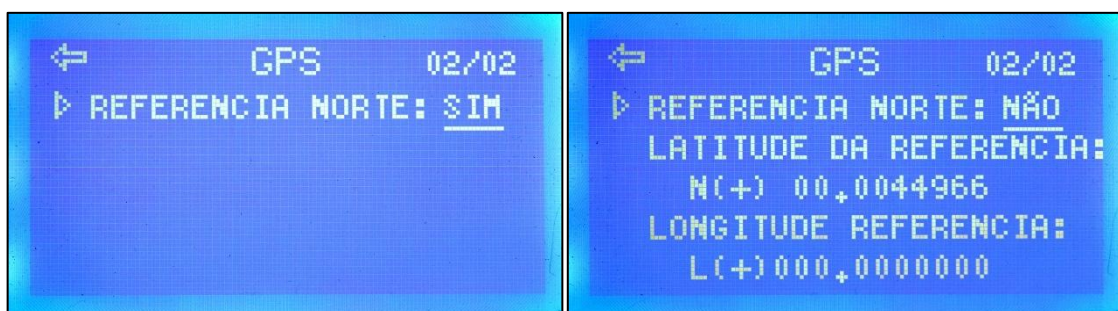 GPS 02/02
REFERENCIA NORTE: SIM
GPS 02/02
REFERENCIA NORTE: NÃO
LATITUDE DA REFERENCIA:
N(+) 00.0044966
LONGITUDE REFERENCIA:
L(+)000.0000000